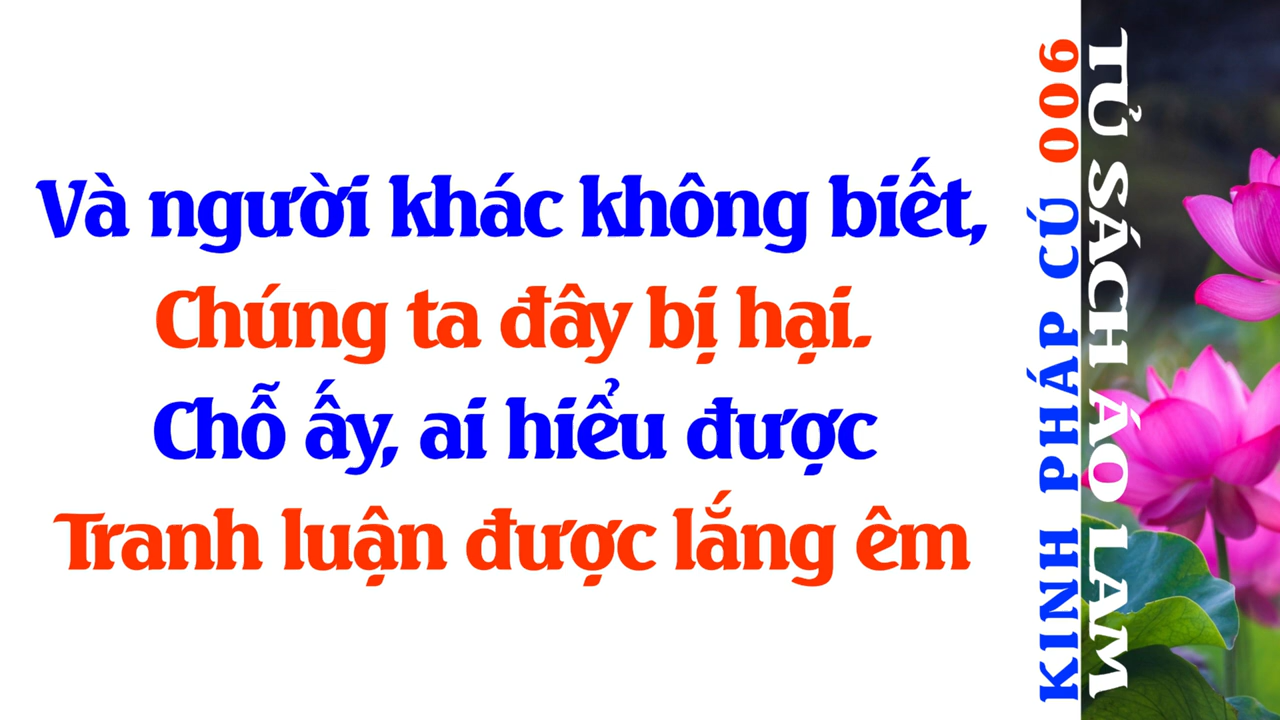 Và người khác không biết,
Chúng ta đây bị hại.
Chỗ ấy, ai hiểu được
Tranh luận được lắng êm
KINH PHÁP CÚ 006
TỦ SÁCH ÁO LAM